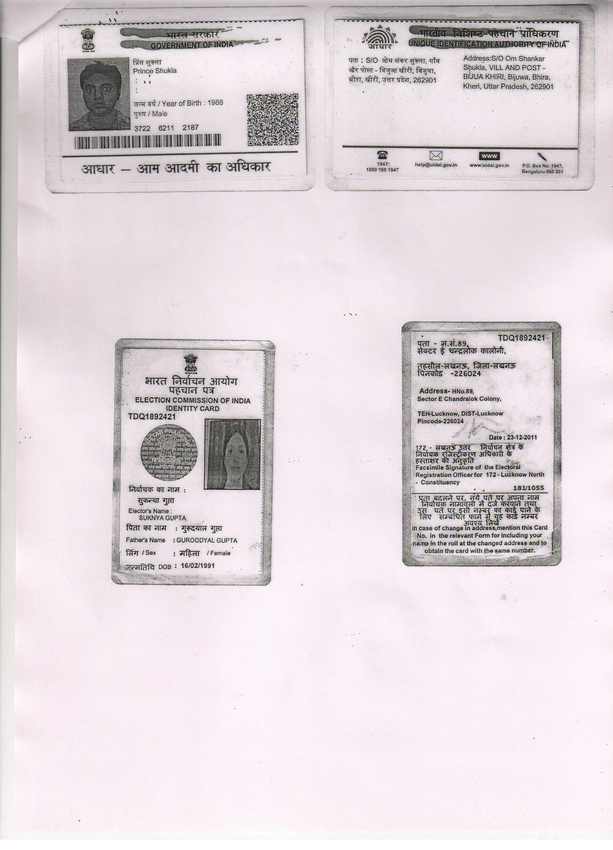 भारत सरकार
GOVERNMENT OF INDIA
प्रिंस शुक्ला
Prince Shukla
जन्म वर्ष / Year of Birth : 1988
पुरुष / Male
3722 6211 2187
आधार – आम आदमी का अधिकार
भारतीय विशिष्ट पहचान प्राधिकरण
UNIQUE IDENTIFICATION AUTHORITY OF INDIA
आधार
पता : S/O ओम शंकर शुक्ला, गाँव
Address:S/O Om Shankar
Shukla, VILL AND POST -
BIJUA KHIRI, Bijuwa, Bhira,
Kheri, Uttar Pradesh, 262901
खीरी, उत्तर प्रदेश, 262901
1947
1800 180 1947
help@uidai.gov.in
www
www.uidai.gov.in
P.O. Box No. 1947,
Bengaluru-560 001
भारत निर्वाचन आयोग
पहचान पत्र
ELECTION COMMISSION OF INDIA
IDENTITY CARD
TDQ1892421
निर्वाचक का नाम :
सुकन्या गुप्ता
Elector's Name :
SUKNYA GUPTA
पिता का नाम : गुरूदयाल गुप्ता
Father's Name : GUROODYAL GUPTA
लिंग / Sex : महिला / Female
जन्मतिथि DOB : 16/02/1991
TDQ1892421
पता - म.सं.89,
सेक्टर ई चन्द्रलोक कालोनी,
तहसील-लखनऊ, जिला-लखनऊ
पिनकोड -226024
Address- HNo.89,
Sector E Chandralok Colony,
TEH-Lucknow, DIST-Lucknow
Pincode-226024
Date : 23-12-2011
172 - लखनऊ उत्तर निर्वाचन क्षेत्र के
निर्वाचक रजिस्ट्रीकरण अधिकारी के
हस्ताक्षर की अनुकृति
Facsimile Signature of the Electoral
Registration Officer for 172 - Lucknow North
- Constituency
181/1055
पता बदलने पर, नये पते पर अपना नाम
निर्वाचक नामावली में दर्ज करवाने तथा
उस पते पर इसी नम्बर का कार्ड पाने के
लिए सम्बंधित फार्म में यह कार्ड नम्बर
अवश्य लिखें
In case of change in address,mention this Card
No. in the relevant Form for including your
name in the roll at the changed address and to
obtain the card with the same number.